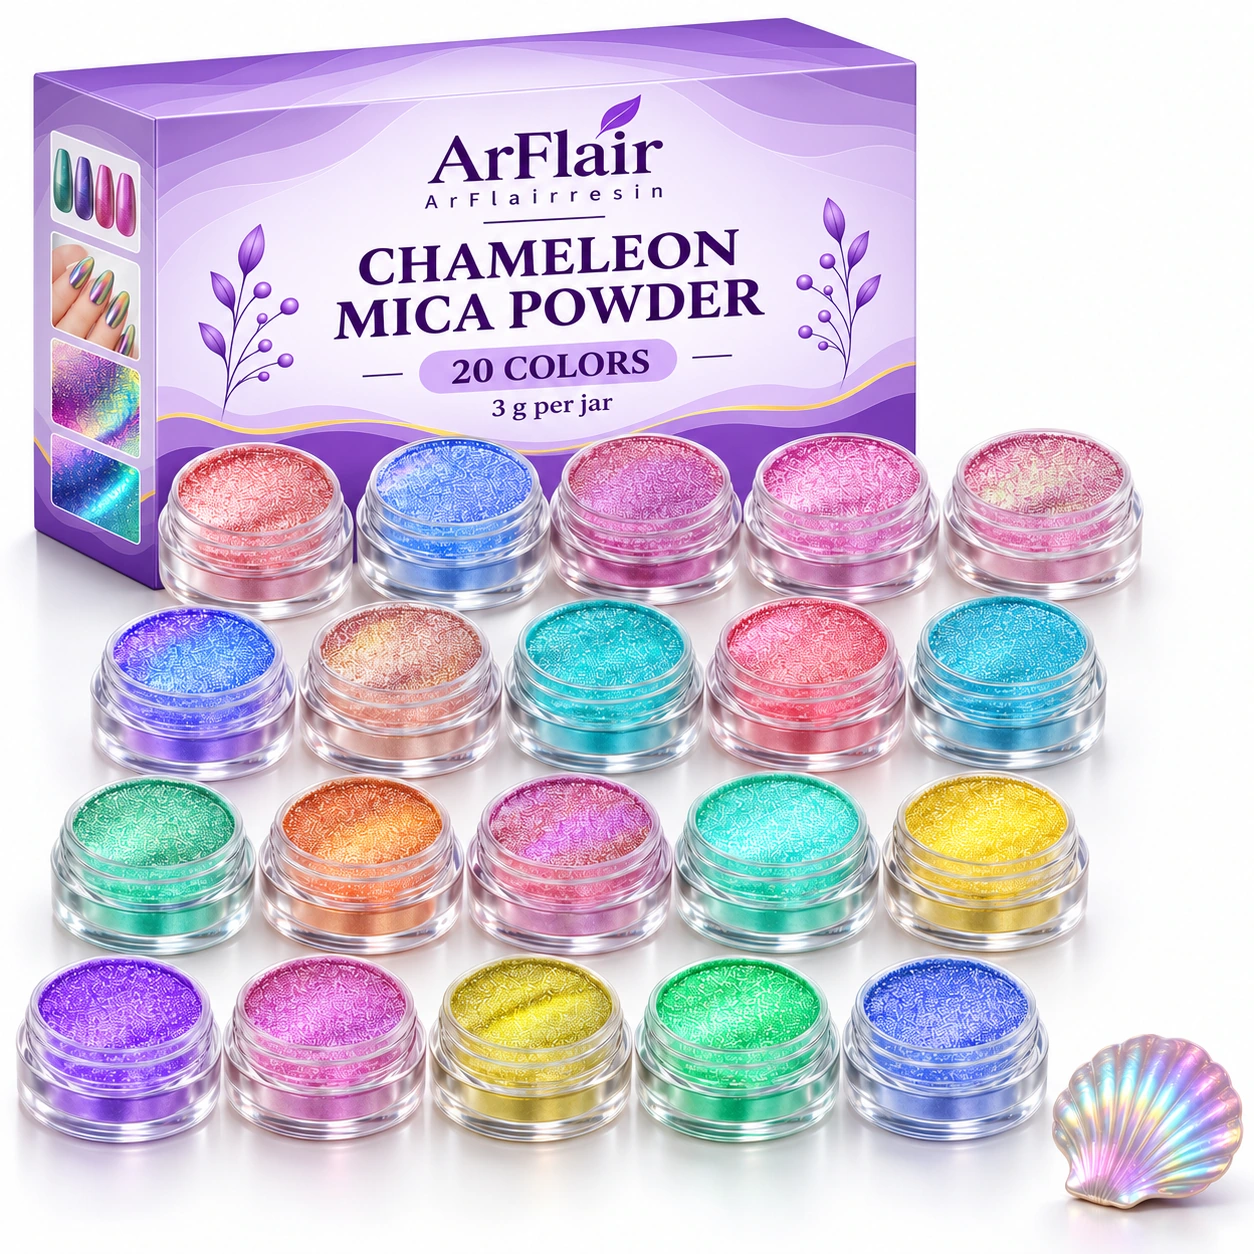 ArFlair
ArFlairresin
CHAMELEON
MICA POWDER
20 COLORS
3 g per jar